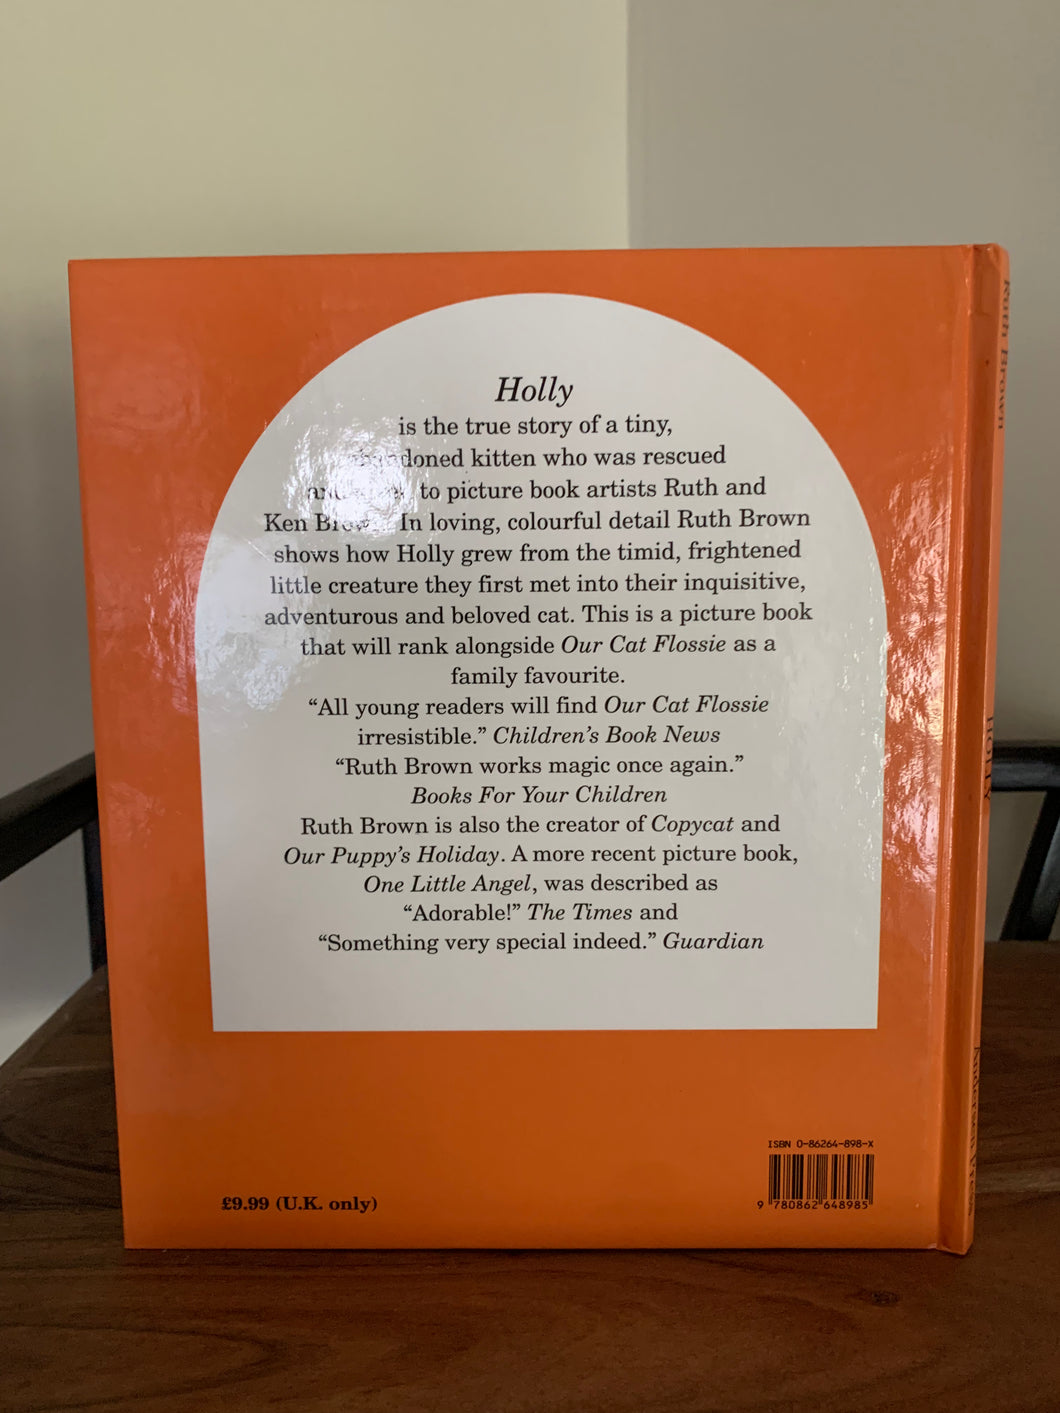 Holly
is the true story of a tiny,
abandoned kitten who was rescued
to picture book artists Ruth and
Ken Brown. In loving, colourful detail Ruth Brown
shows how Holly grew from the timid, frightened
little creature they first met into their inquisitive,
adventurous and beloved cat. This is a picture book
that will rank alongside Our Cat Flossie as a
family favourite.
“All young readers will find Our Cat Flossie
irresistible.” Children’s Book News
“Ruth Brown works magic once again.”
Books For Your Children
Ruth Brown is also the creator of Copycat and
Our Puppy’s Holiday. A more recent picture book,
One Little Angel, was described as
“Adorable!” The Times and
“Something very special indeed.” Guardian
£9.99 (U.K. only)
ISBN 0-86264-898-X
9 780862 648985
Ruth Brown
HOLLY
Andersen Press